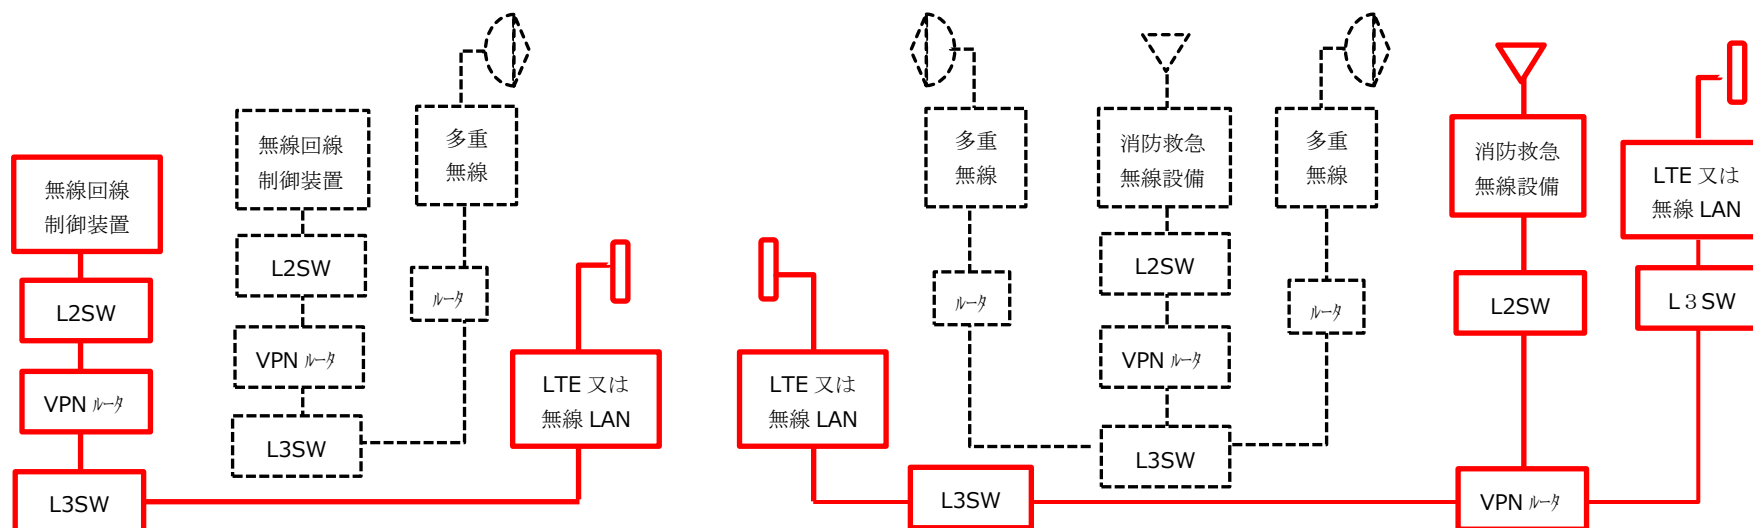 無線回線
制御装置
L2SW
VPN ﾙｰﾀ
L3SW
無線回線
制御装置
L2SW
VPN ﾙｰﾀ
L3SW
多重
無線
ﾙｰﾀ
LTE 又は
無線 LAN
LTE 又は
無線 LAN
L3SW
多重
無線
ﾙｰﾀ
消防救急
無線設備
L2SW
VPN ﾙｰﾀ
L3SW
多重
無線
ﾙｰﾀ
消防救急
無線設備
L2SW
VPN ﾙｰﾀ
LTE 又は
無線 LAN
L３SW